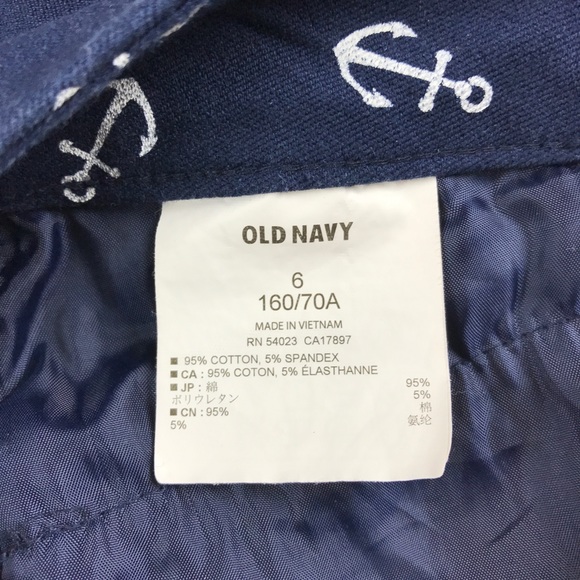 OLD NAVY
6
160/70A
MADE IN VIETNAM
RN 54023 CA17897
■ 95% COTTON, 5% SPANDEX
■ CA : 95% COTON, 5% ÉLASTHANNE
■ JP : 綿 95%
ポリウレタン 5%
■ CN : 95% 棉
5% 氨纶